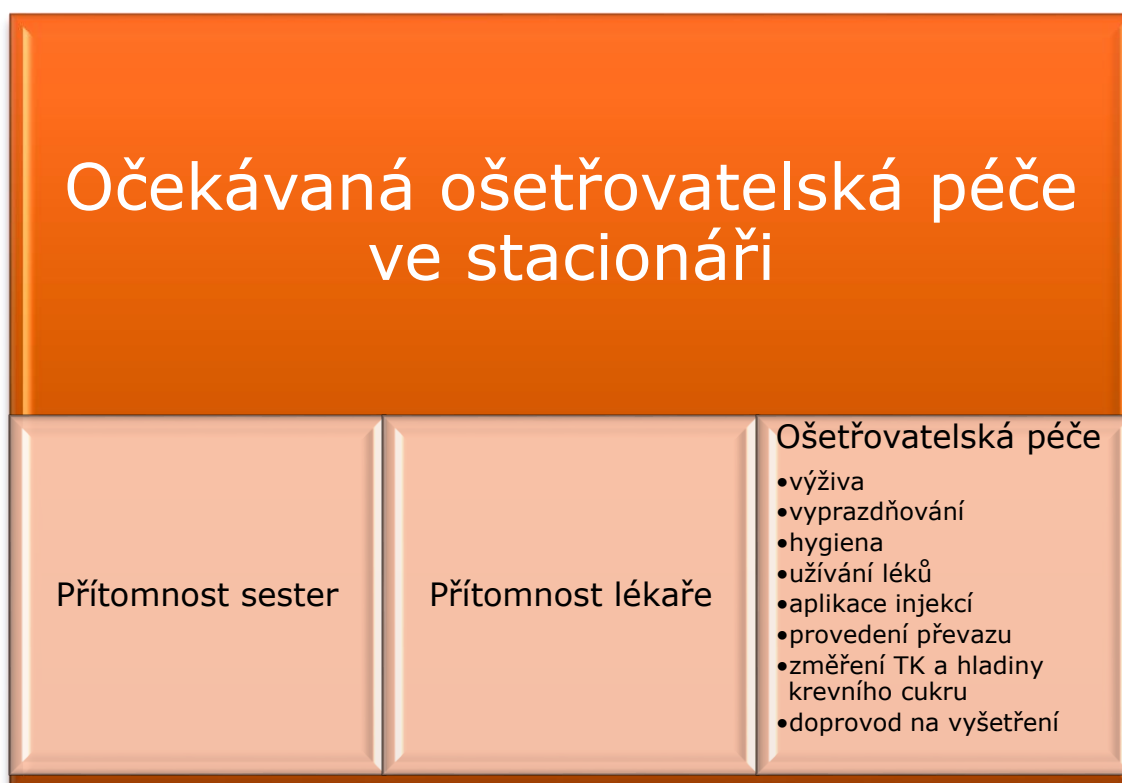 Očekávaná ošetřovatelská péče
ve stacionáři
Přítomnost sester
Přítomnost lékaře
Ošetřovatelská péče
•výživa
•vyprazdňování
•hygiena
•užívání léků
•aplikace injekcí
•provedení převazu
•změření TK a hladiny
krevního cukru
•doprovod na vyšetření